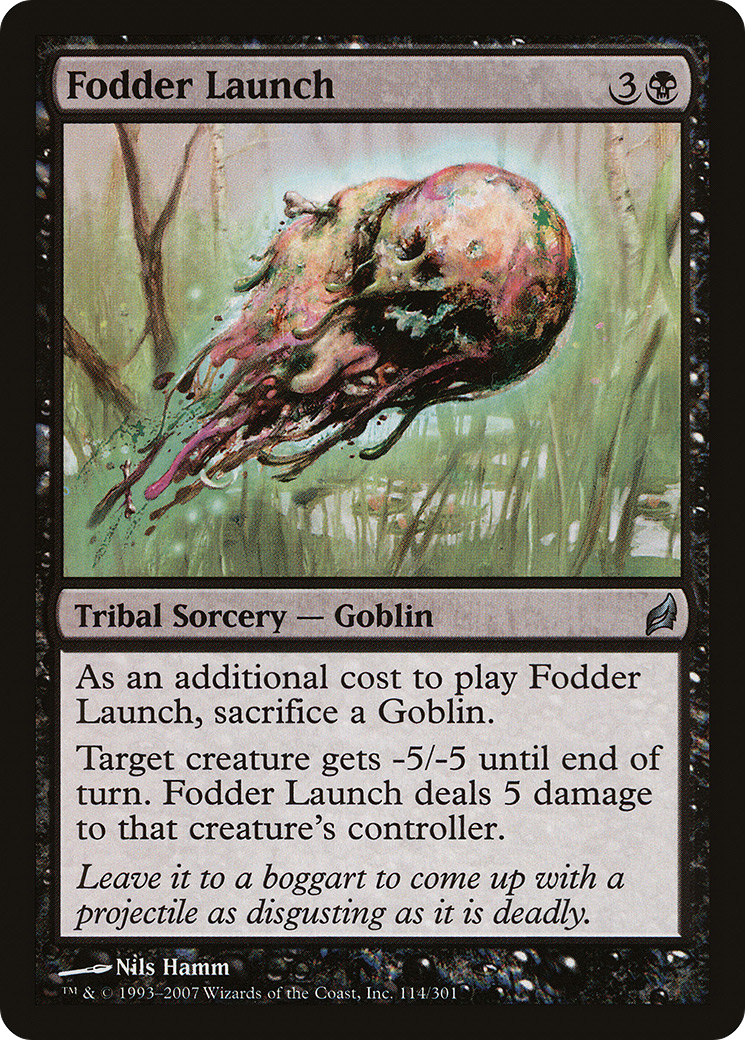 Fodder Launch 3
Tribal Sorcery — Goblin
As an additional cost to play Fodder
Launch, sacrifice a Goblin.
Target creature gets -5/-5 until end of
turn. Fodder Launch deals 5 damage
to that creature's controller.
Leave it to a boggart to come up with a
projectile as disgusting as it is deadly.
Nils Hamm
™ & © 1993–2007 Wizards of the Coast, Inc. 114/301